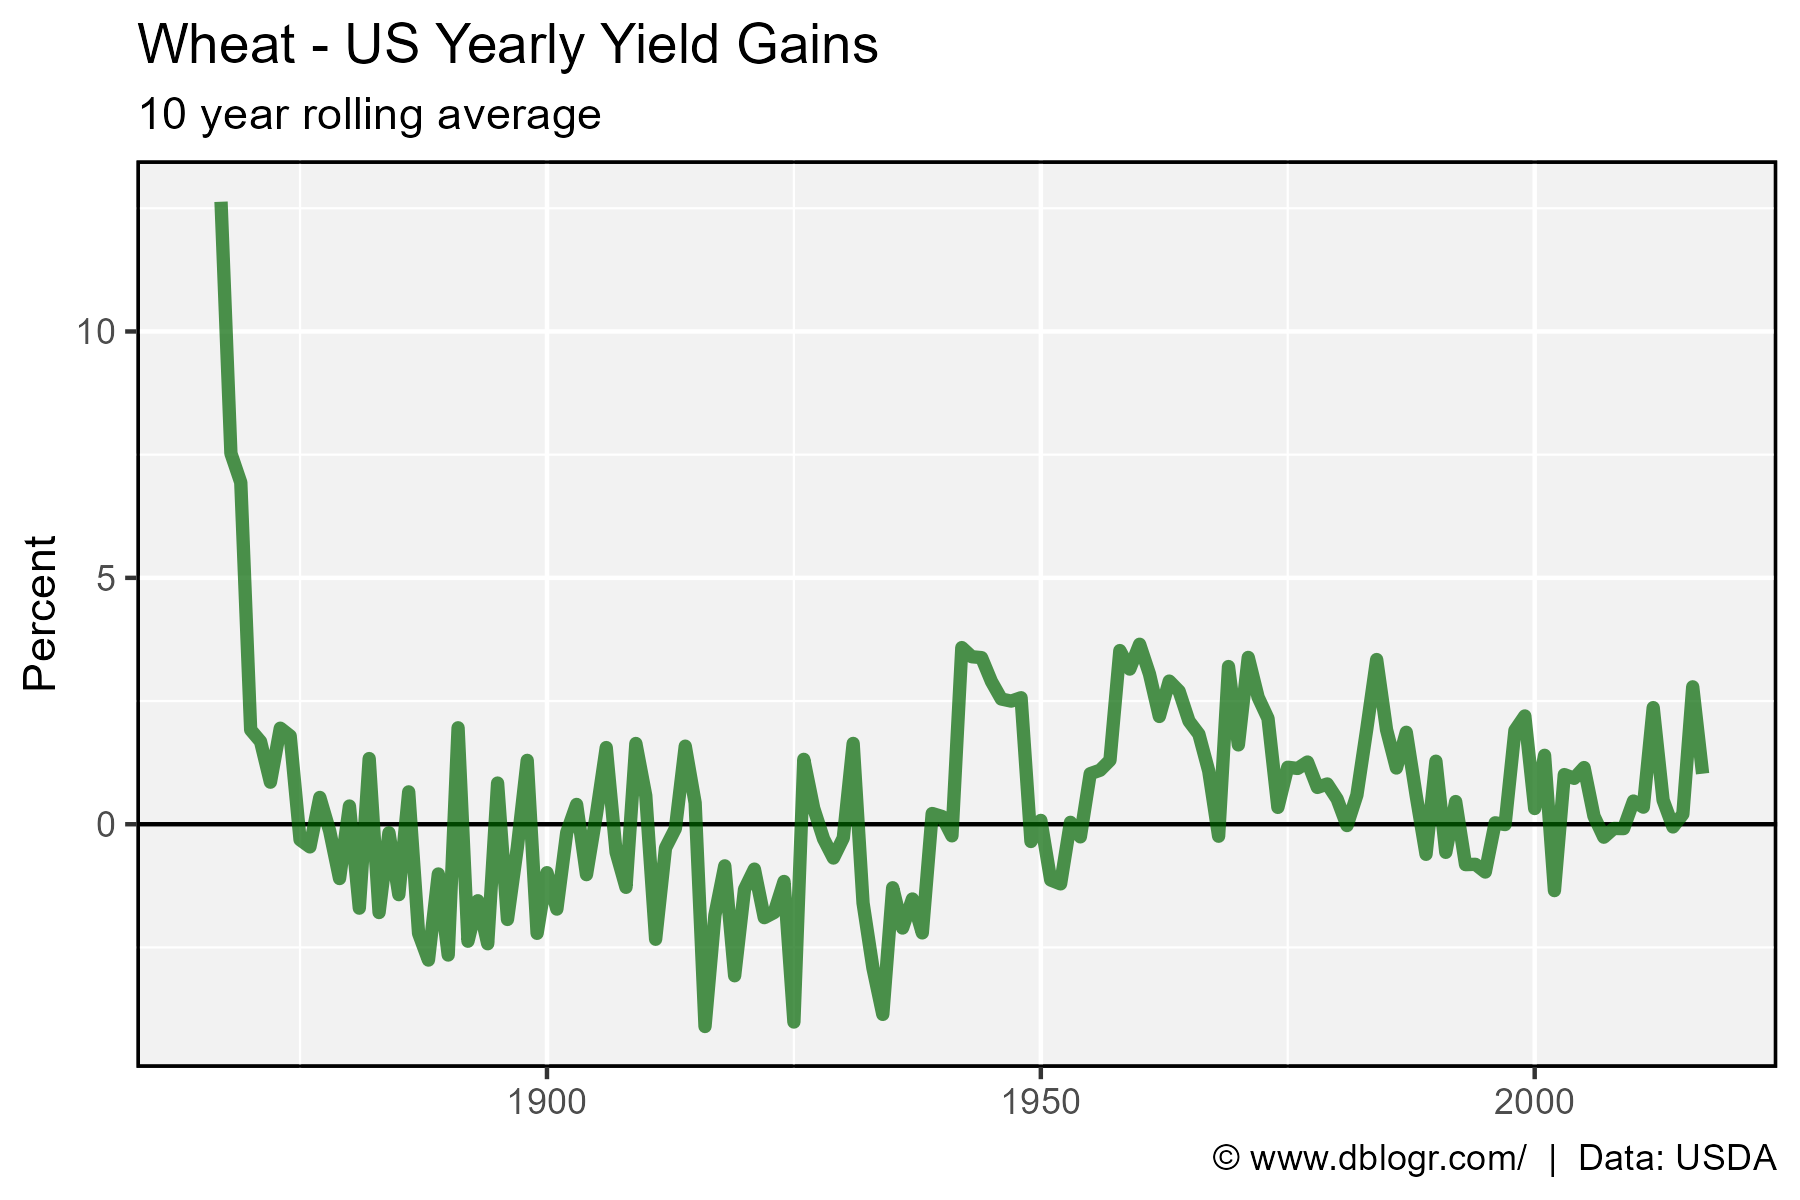 Wheat - US Yearly Yield Gains
10 year rolling average
Percent
10
5
0
1900
1950
2000
© www.dblogr.com/ | Data: USDA